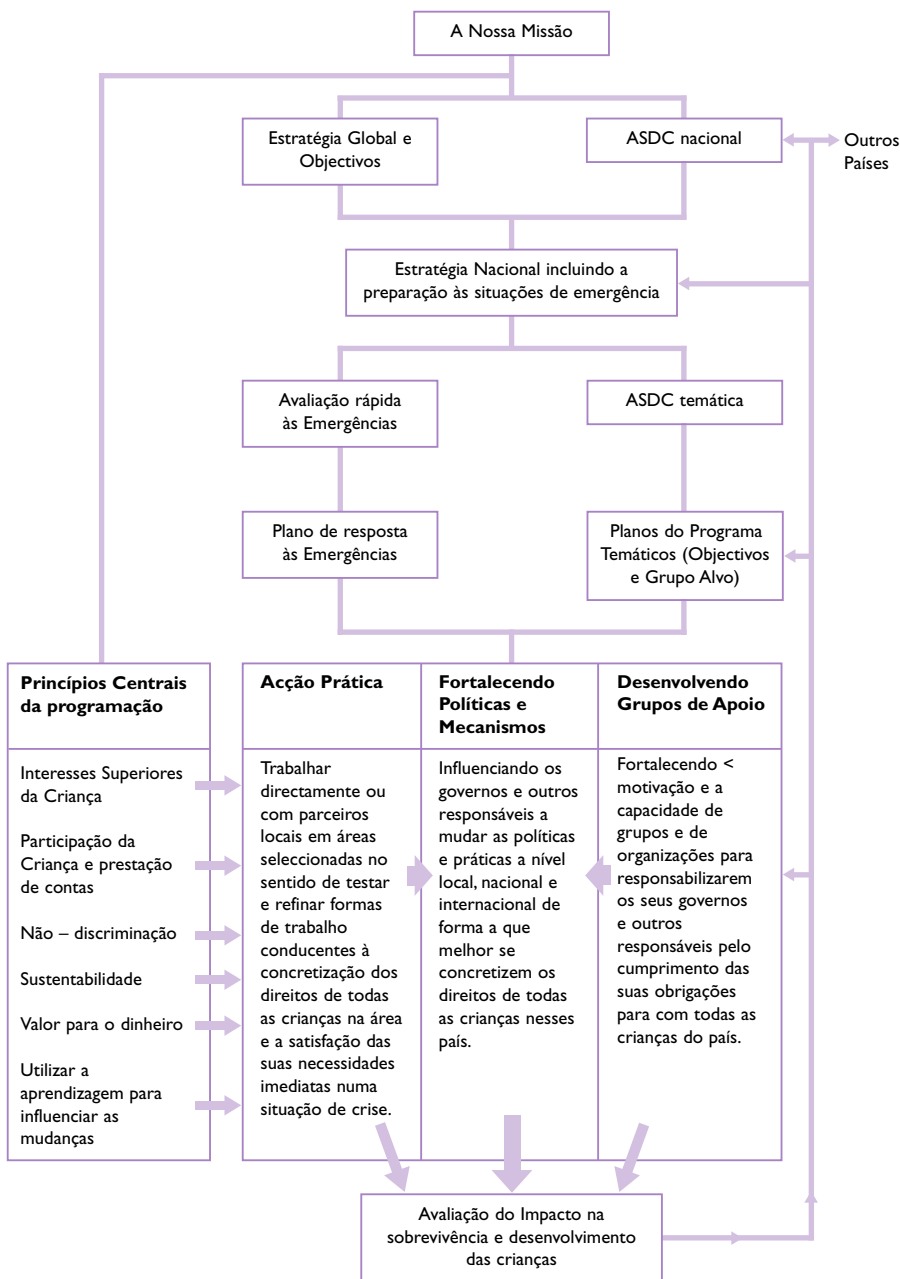 A Nossa Missão
Estratégia Global e
Objectivos
ASDC nacional
Outros
Países
Estratégia Nacional incluindo a
preparação às situações de emergência
Avaliação rápida
às Emergências
ASDC temática
Plano de resposta
às Emergências
Planos do Programa
Temáticos (Objectivos
e Grupo Alvo)
Princípios Centrais
da programação
Interesses Superiores
da Criança
Participação da
Criança e prestação
de contas
Não – discriminação
Sustentabilidade
Valor para o dinheiro
Utilizar a
aprendizagem para
influenciar as
mudanças
Acção Prática
Trabalhar
directamente ou
com parceiros
locais em áreas
seleccionadas no
sentido de testar
e refinar formas
de trabalho
conducentes à
concretização dos
direitos de todas
as crianças na área
e a satisfação das
suas necessidades
imediatas numa
situação de crise.
Fortalecendo
Políticas e
Mecanismos
Influenciando os
governos e outros
responsáveis a
mudar as políticas
e práticas a nível
local, nacional e
internacional de
forma a que
melhor se
concretizem os
direitos de todas
as crianças nesses
país.
Desenvolvendo
Grupos de Apoio
Fortalecendo <
motivação e a
capacidade de
grupos e de
organizações para
responsabilizarem
os seus governos
e outros
responsáveis pelo
cumprimento das
suas obrigações
para com todas as
crianças do país.
Avaliação do Impacto na
sobrevivência e desenvolvimento
das crianças